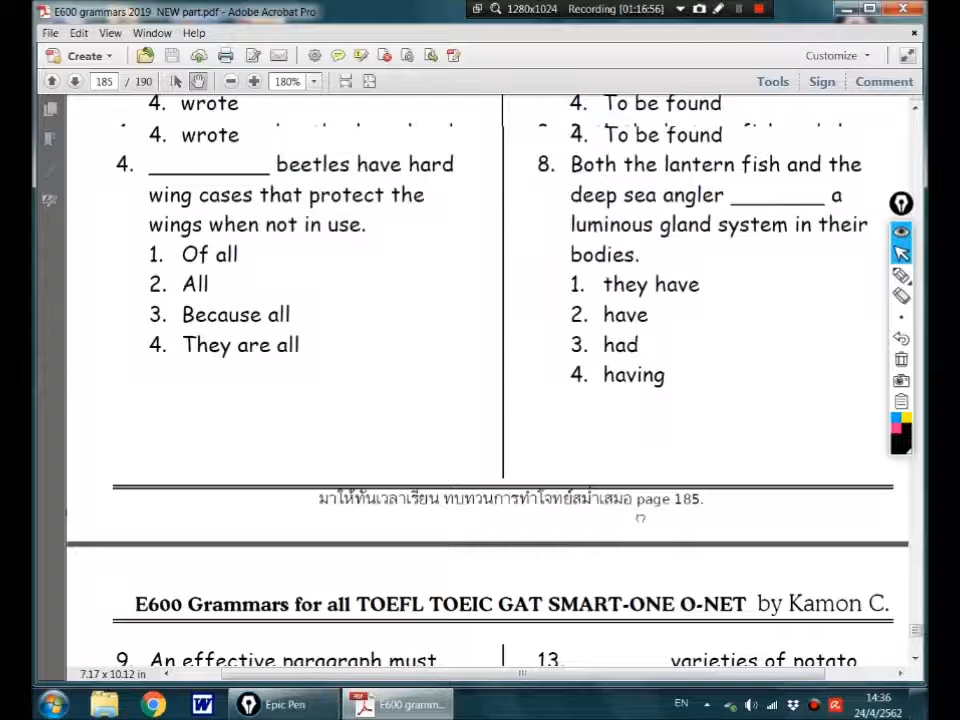 E600 grammars 2019 NEW part.pdf - Adobe Acrobat Pro
1280x1024 Recording [01:16:56]
File Edit View Window Help
Create Customize
185 / 190 180% Tools Sign Comment
4. wrote
4. wrote
4. __________ beetles have hard
wing cases that protect the
wings when not in use.
1. Of all
2. All
3. Because all
4. They are all
4. To be found
4. To be found
8. Both the lantern fish and the
deep sea angler ________ a
luminous gland system in their
bodies.
1. they have
2. have
3. had
4. having
มาให้ทันเวลาเรียน ทบทวนการทำโจทย์สม่ำเสมอ page 185.
E600 Grammars for all TOEFL TOEIC GAT SMART-ONE O-NET by Kamon C.
9. An effective paragraph must
13. ________ varieties of potato
7.17 x 10.12 in
Epic Pen
E600 gramm...
EN
14:36
24/4/2562